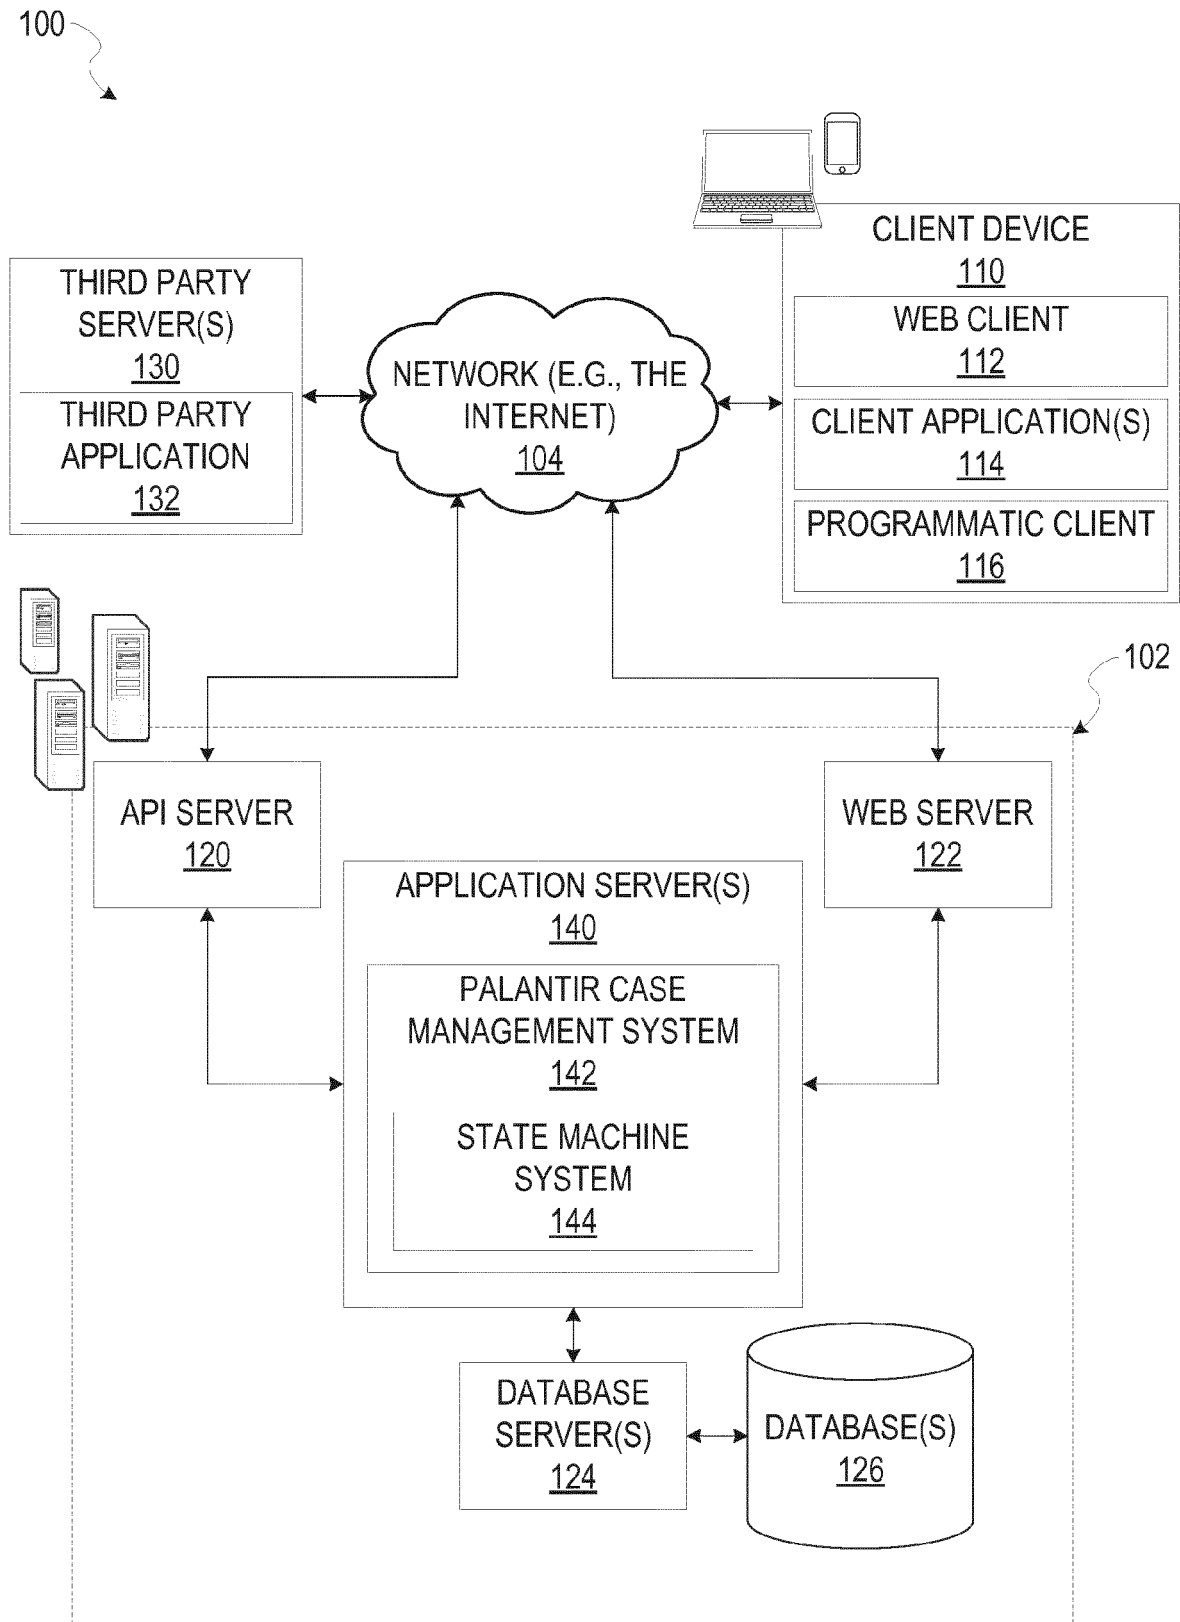 100
CLIENT DEVICE
110
WEB CLIENT
112
CLIENT APPLICATION(S)
114
PROGRAMMATIC CLIENT
116
THIRD PARTY
SERVER(S)
130
THIRD PARTY
APPLICATION
132
NETWORK (E.G., THE
INTERNET)
104
102
API SERVER
120
WEB SERVER
122
APPLICATION SERVER(S)
140
PALANTIR CASE
MANAGEMENT SYSTEM
142
STATE MACHINE
SYSTEM
144
DATABASE
SERVER(S)
124
DATABASE(S)
126